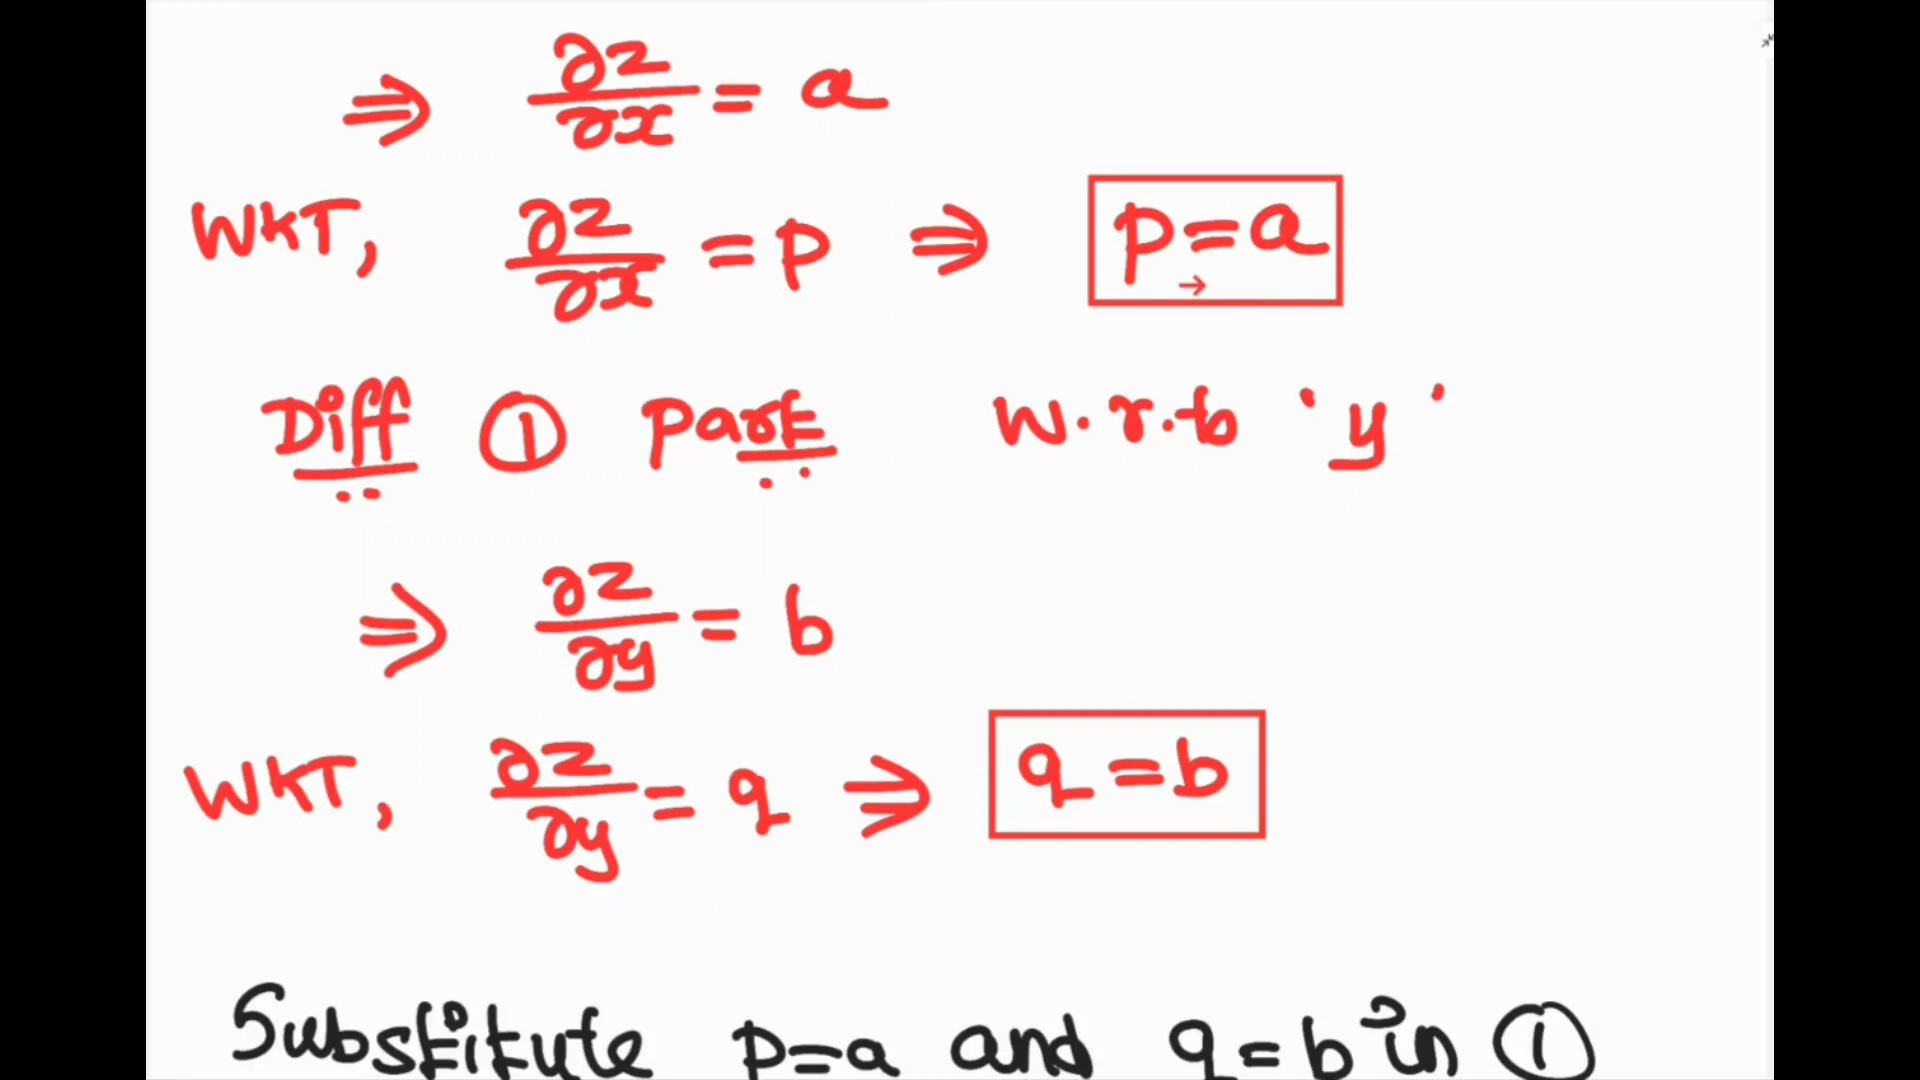 ⇒ ∂z/∂x = a
WKT, ∂z/∂x = p ⇒ p = a
Diff ① part w.r.to 'y'
⇒ ∂z/∂y = b
WKT, ∂z/∂y = q ⇒ q = b
Substitute p = a and q = b in ①